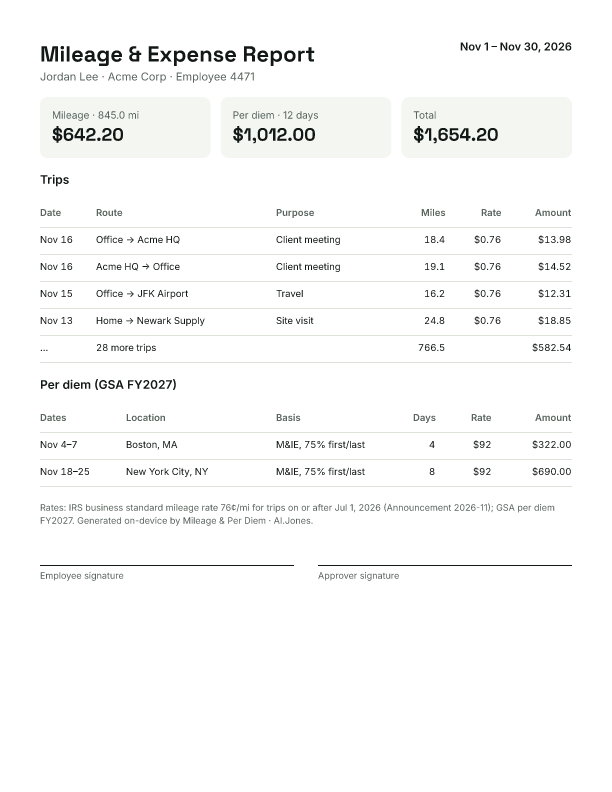 Mileage & Expense Report
Nov 1 – Nov 30, 2026
Jordan Lee · Acme Corp · Employee 4471
Mileage · 845.0 mi
$642.20
Per diem · 12 days
$1,012.00
Total
$1,654.20
Trips
Date Route Purpose Miles Rate Amount
Nov 16 Office → Acme HQ Client meeting 18.4 $0.76 $13.98
Nov 16 Acme HQ → Office Client meeting 19.1 $0.76 $14.52
Nov 15 Office → JFK Airport Travel 16.2 $0.76 $12.31
Nov 13 Home → Newark Supply Site visit 24.8 $0.76 $18.85
... 28 more trips 766.5 $582.54
Per diem (GSA FY2027)
Dates Location Basis Days Rate Amount
Nov 4–7 Boston, MA M&IE, 75% first/last 4 $92 $322.00
Nov 18–25 New York City, NY M&IE, 75% first/last 8 $92 $690.00
Rates: IRS business standard mileage rate 76¢/mi for trips on or after Jul 1, 2026 (Announcement 2026-11); GSA per diem
FY2027. Generated on-device by Mileage & Per Diem · AI.Jones.
Employee signature
Approver signature